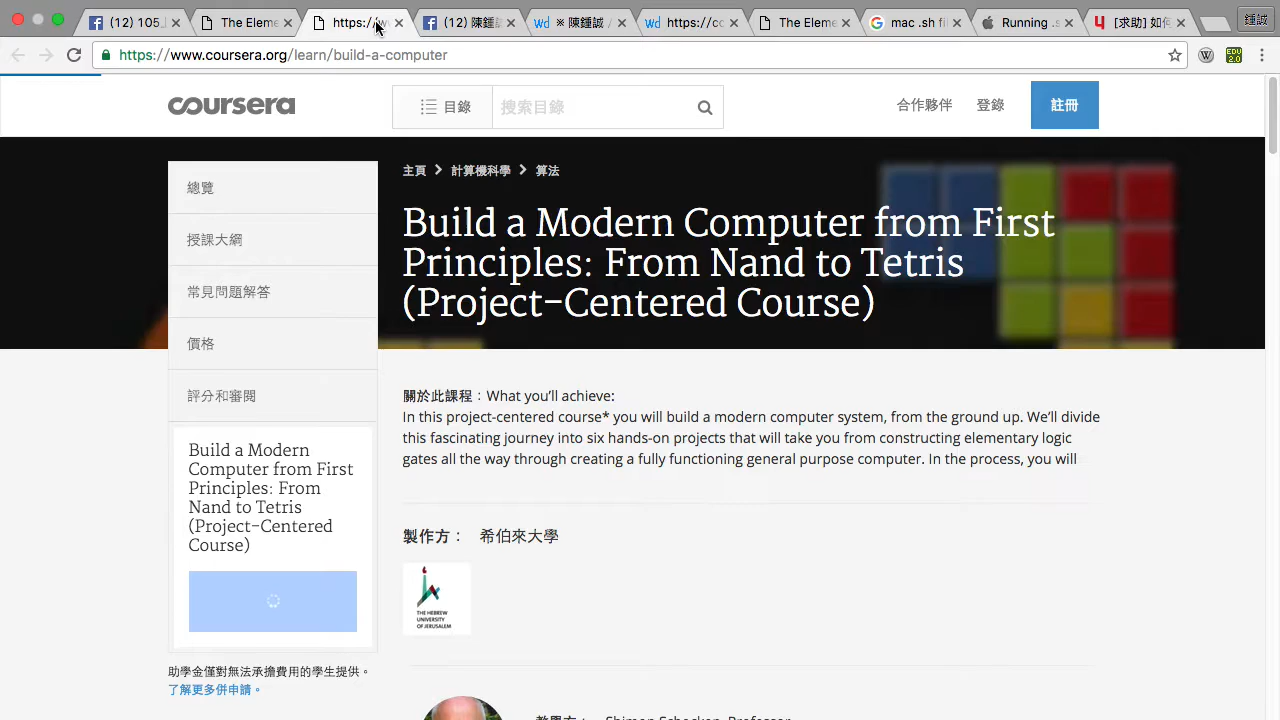 (12) 105_
The Eleme
https://w
(12) 陳鍾誠
※ 陳鍾誠 /
https://cc
The Eleme
mac .sh fil
Running .s
[求助] 如何
鍾誠
https://www.coursera.org/learn/build-a-computer
coursera
目錄
搜索目錄
合作夥伴
登錄
註冊
主頁 > 計算機科學 > 算法
Build a Modern Computer from First
Principles: From Nand to Tetris
(Project-Centered Course)
總覽
授課大綱
常見問題解答
價格
評分和審閱
Build a Modern
Computer from First
Principles: From
Nand to Tetris
(Project-Centered
Course)
助學金僅對無法承擔費用的學生提供。
了解更多併申請。
關於此課程：What you’ll achieve:
In this project-centered course* you will build a modern computer system, from the ground up. We’ll divide
this fascinating journey into six hands-on projects that will take you from constructing elementary logic
gates all the way through creating a fully functioning general purpose computer. In the process, you will
製作方： 希伯來大學
THE HEBREW
UNIVERSITY
OF JERUSALEM
教學方： Shimon Schocken, Professor